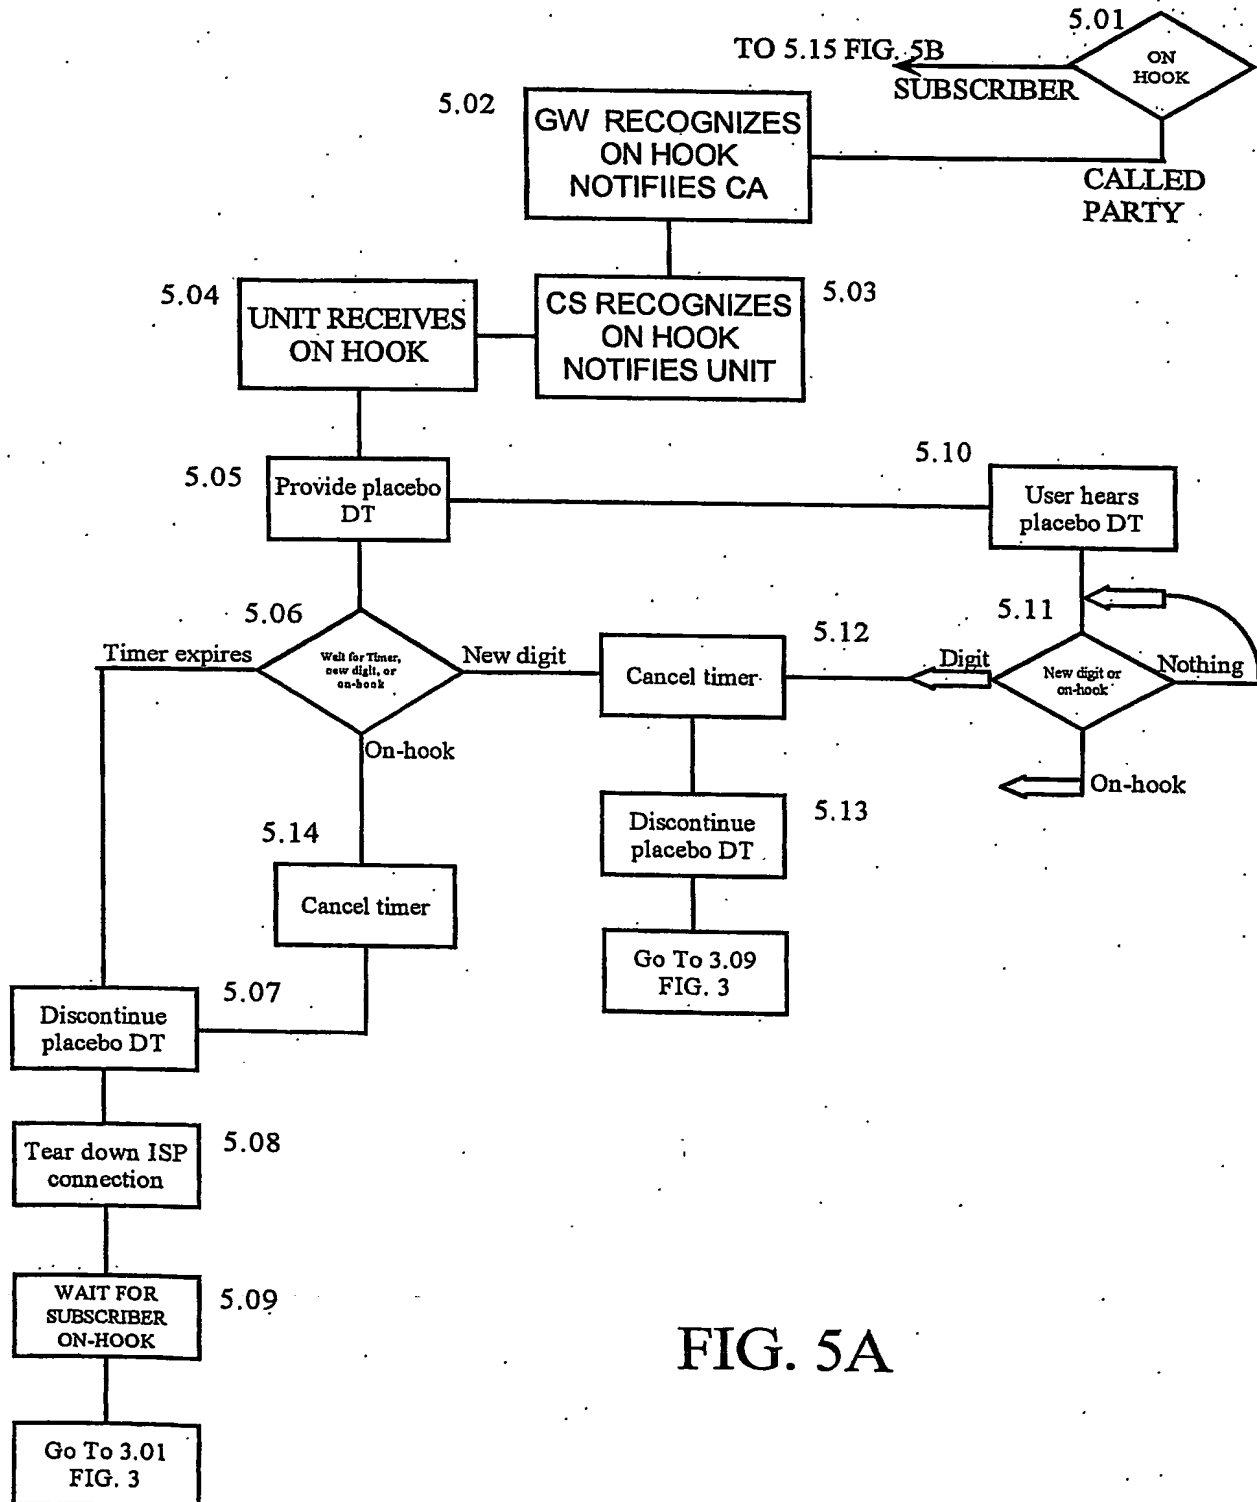 5.01
ON
HOOK
TO 5.15 FIG. 5B
SUBSCRIBER
CALLED
PARTY
5.02
GW RECOGNIZES
ON HOOK
NOTIFIIES CA
5.03
CS RECOGNIZES
ON HOOK
NOTIFIES UNIT
5.04
UNIT RECEIVES
ON HOOK
5.05
Provide placebo
DT
5.10
User hears
placebo DT
5.06
Wait for Timer,
new digit, or
on-hook
Timer expires
New digit
On-hook
5.12
Cancel timer
5.11
New digit or
on-hook
Digit
Nothing
On-hook
5.13
Discontinue
placebo DT
Go To 3.09
FIG. 3
5.14
Cancel timer
5.07
Discontinue
placebo DT
5.08
Tear down ISP
connection
5.09
WAIT FOR
SUBSCRIBER
ON-HOOK
Go To 3.01
FIG. 3
FIG. 5A